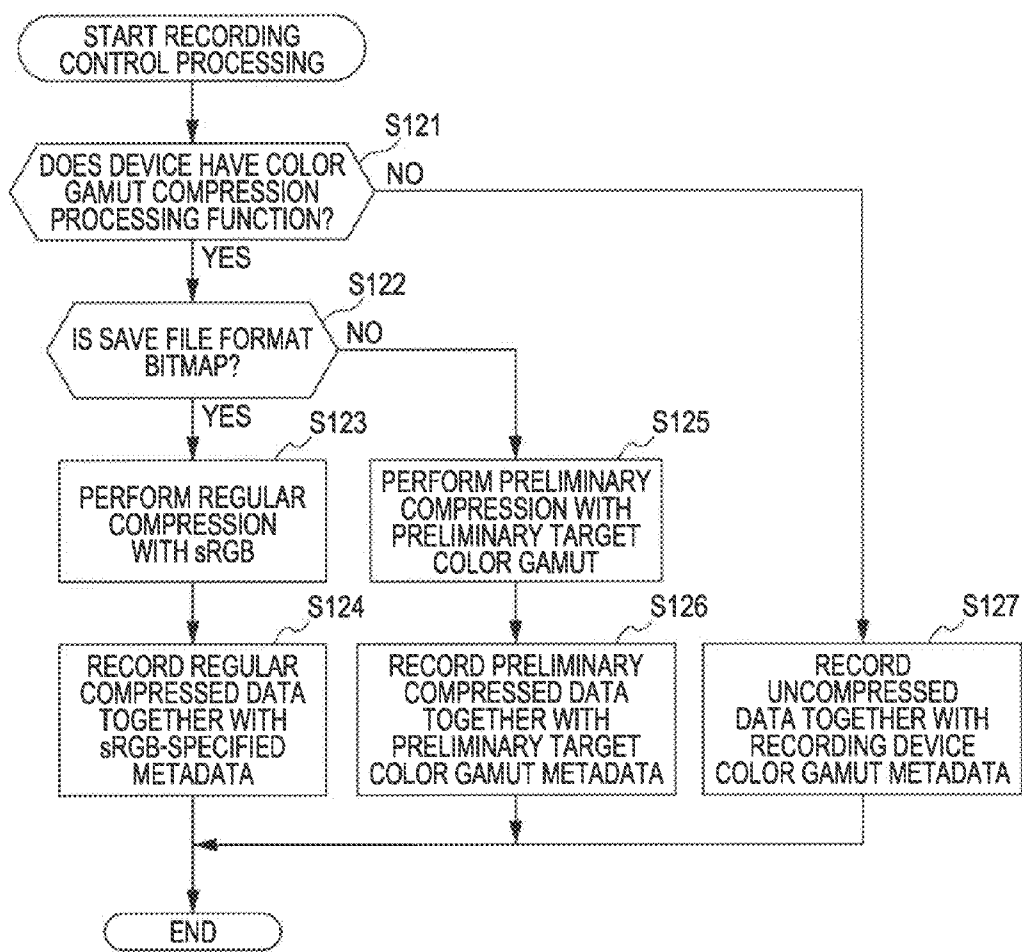 START RECORDING
CONTROL PROCESSING
S121
DOES DEVICE HAVE COLOR
GAMUT COMPRESSION
PROCESSING FUNCTION?
NO
YES
S122
IS SAVE FILE FORMAT
BITMAP?
NO
YES
S123
PERFORM REGULAR
COMPRESSION
WITH sRGB
S125
PERFORM PRELIMINARY
COMPRESSION WITH
PRELIMINARY TARGET
COLOR GAMUT
S124
RECORD REGULAR
COMPRESSED DATA
TOGETHER WITH
sRGB-SPECIFIED
METADATA
S126
RECORD PRELIMINARY
COMPRESSED DATA
TOGETHER WITH
PRELIMINARY TARGET
COLOR GAMUT METADATA
S127
RECORD
UNCOMPRESSED
DATA TOGETHER WITH
RECORDING DEVICE
COLOR GAMUT METADATA
END